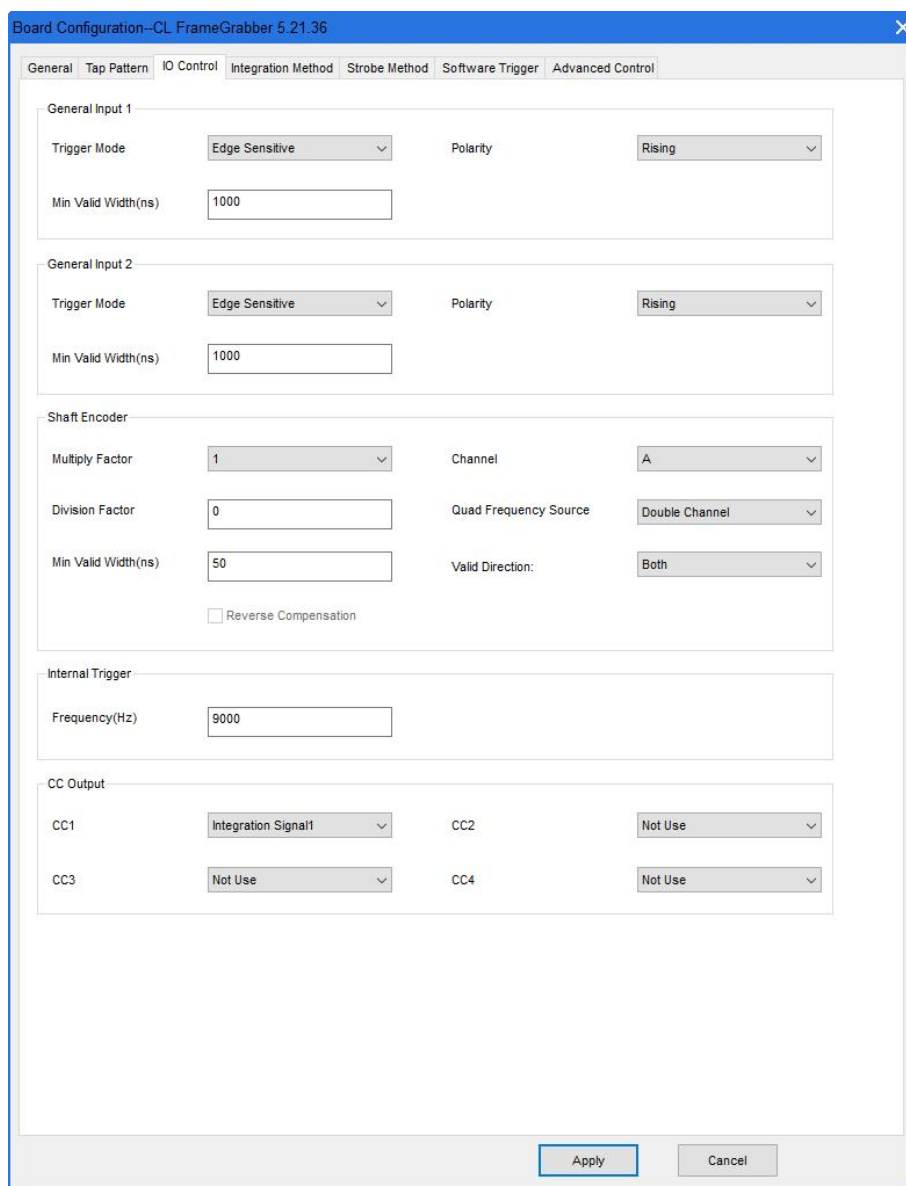 Board Configuration--CL FrameGrabber 5.21.36
General Tap Pattern IO Control Integration Method Strobe Method Software Trigger Advanced Control
General Input 1
Trigger Mode Edge Sensitive Polarity Rising
Min Valid Width(ns) 1000
General Input 2
Trigger Mode Edge Sensitive Polarity Rising
Min Valid Width(ns) 1000
Shaft Encoder
Multiply Factor 1 Channel A
Division Factor 0 Quad Frequency Source Double Channel
Min Valid Width(ns) 50 Valid Direction: Both
Reverse Compensation
Internal Trigger
Frequency(Hz) 9000
CC Output
CC1 Integration Signal1 CC2 Not Use
CC3 Not Use CC4 Not Use
Apply Cancel